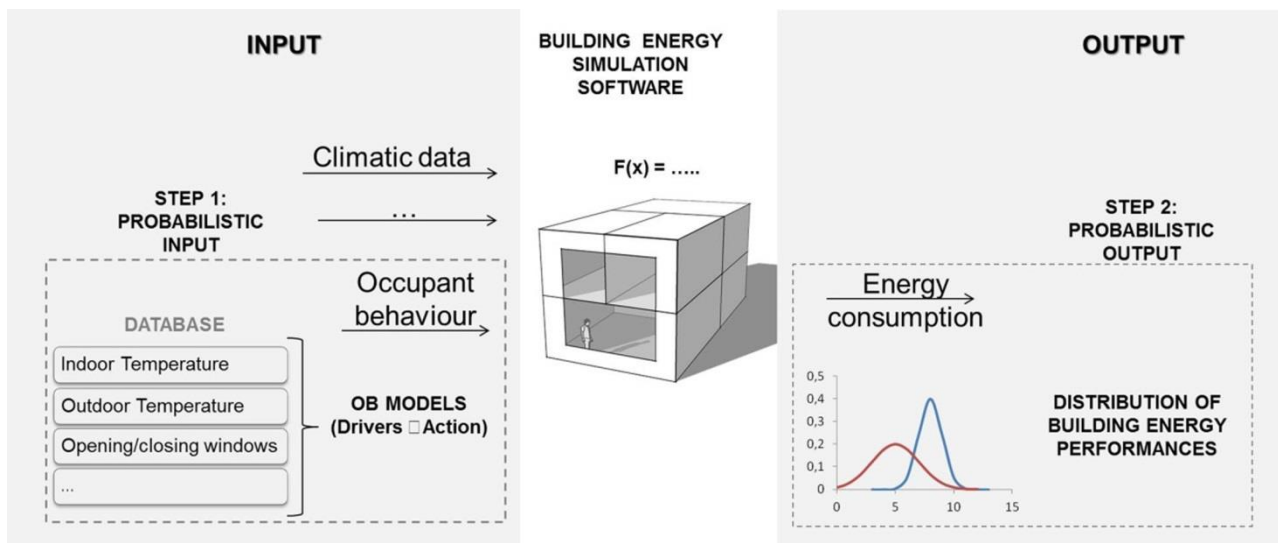 INPUT
Climatic data
...
STEP 1:
PROBABILISTIC
INPUT
Occupant
behaviour
DATABASE
Indoor Temperature
Outdoor Temperature
Opening/closing windows
...
OB MODELS
(Drivers □Action)
BUILDING ENERGY
SIMULATION
SOFTWARE
F(x) = .....
OUTPUT
STEP 2:
PROBABILISTIC
OUTPUT
Energy
consumption
0,5
0,4
0,3
0,2
0,1
0
0 5 10 15
DISTRIBUTION OF
BUILDING ENERGY
PERFORMANCES